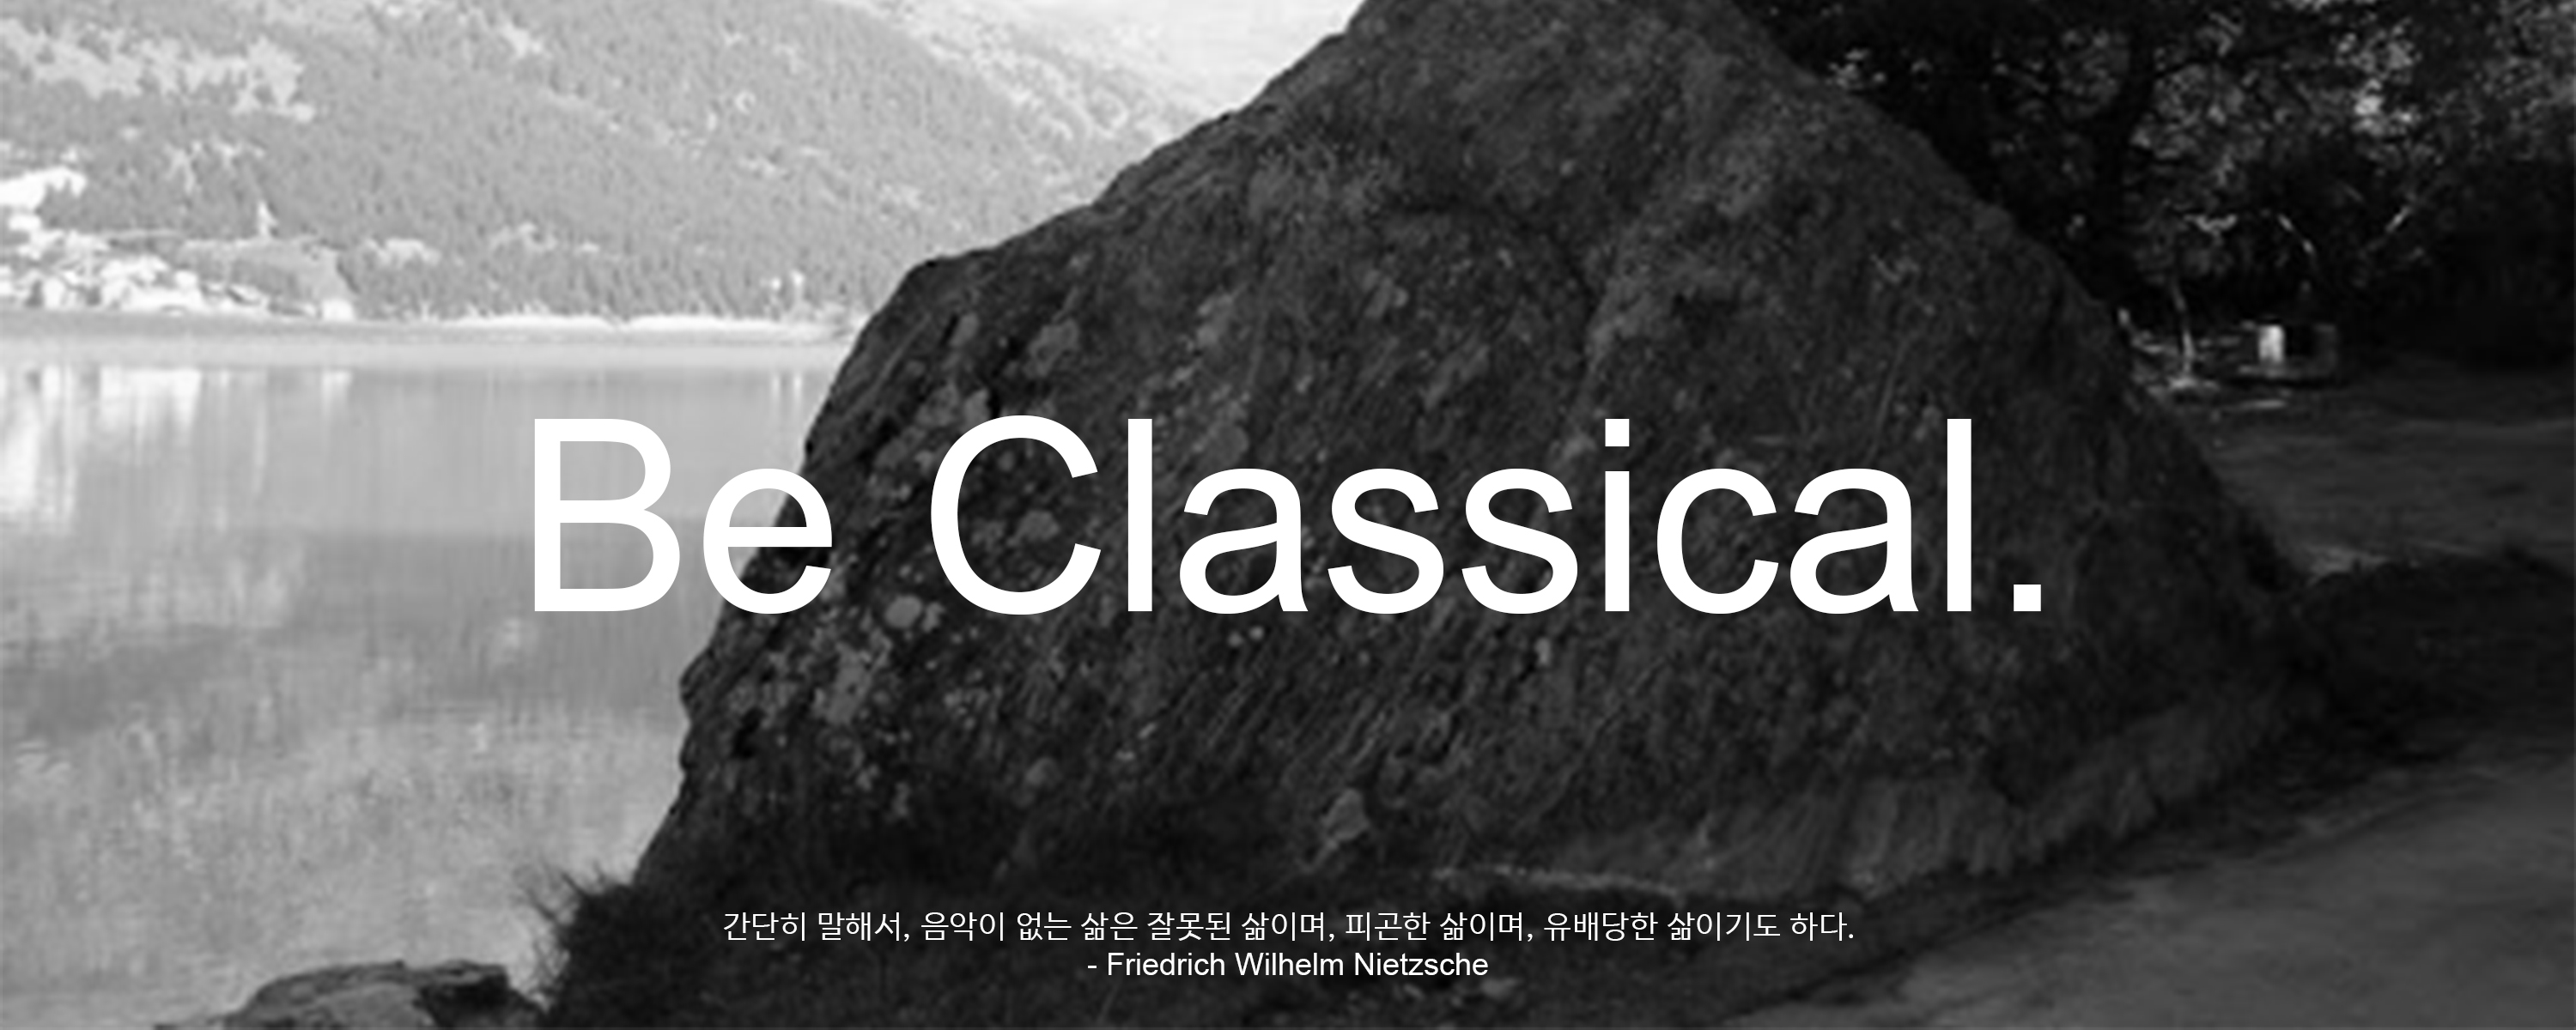 Be Classical.
간단히 말해서, 음악이 없는 삶은 잘못된 삶이며, 피곤한 삶이며, 유배당한 삶이기도 하다.
- Friedrich Wilhelm Nietzsche